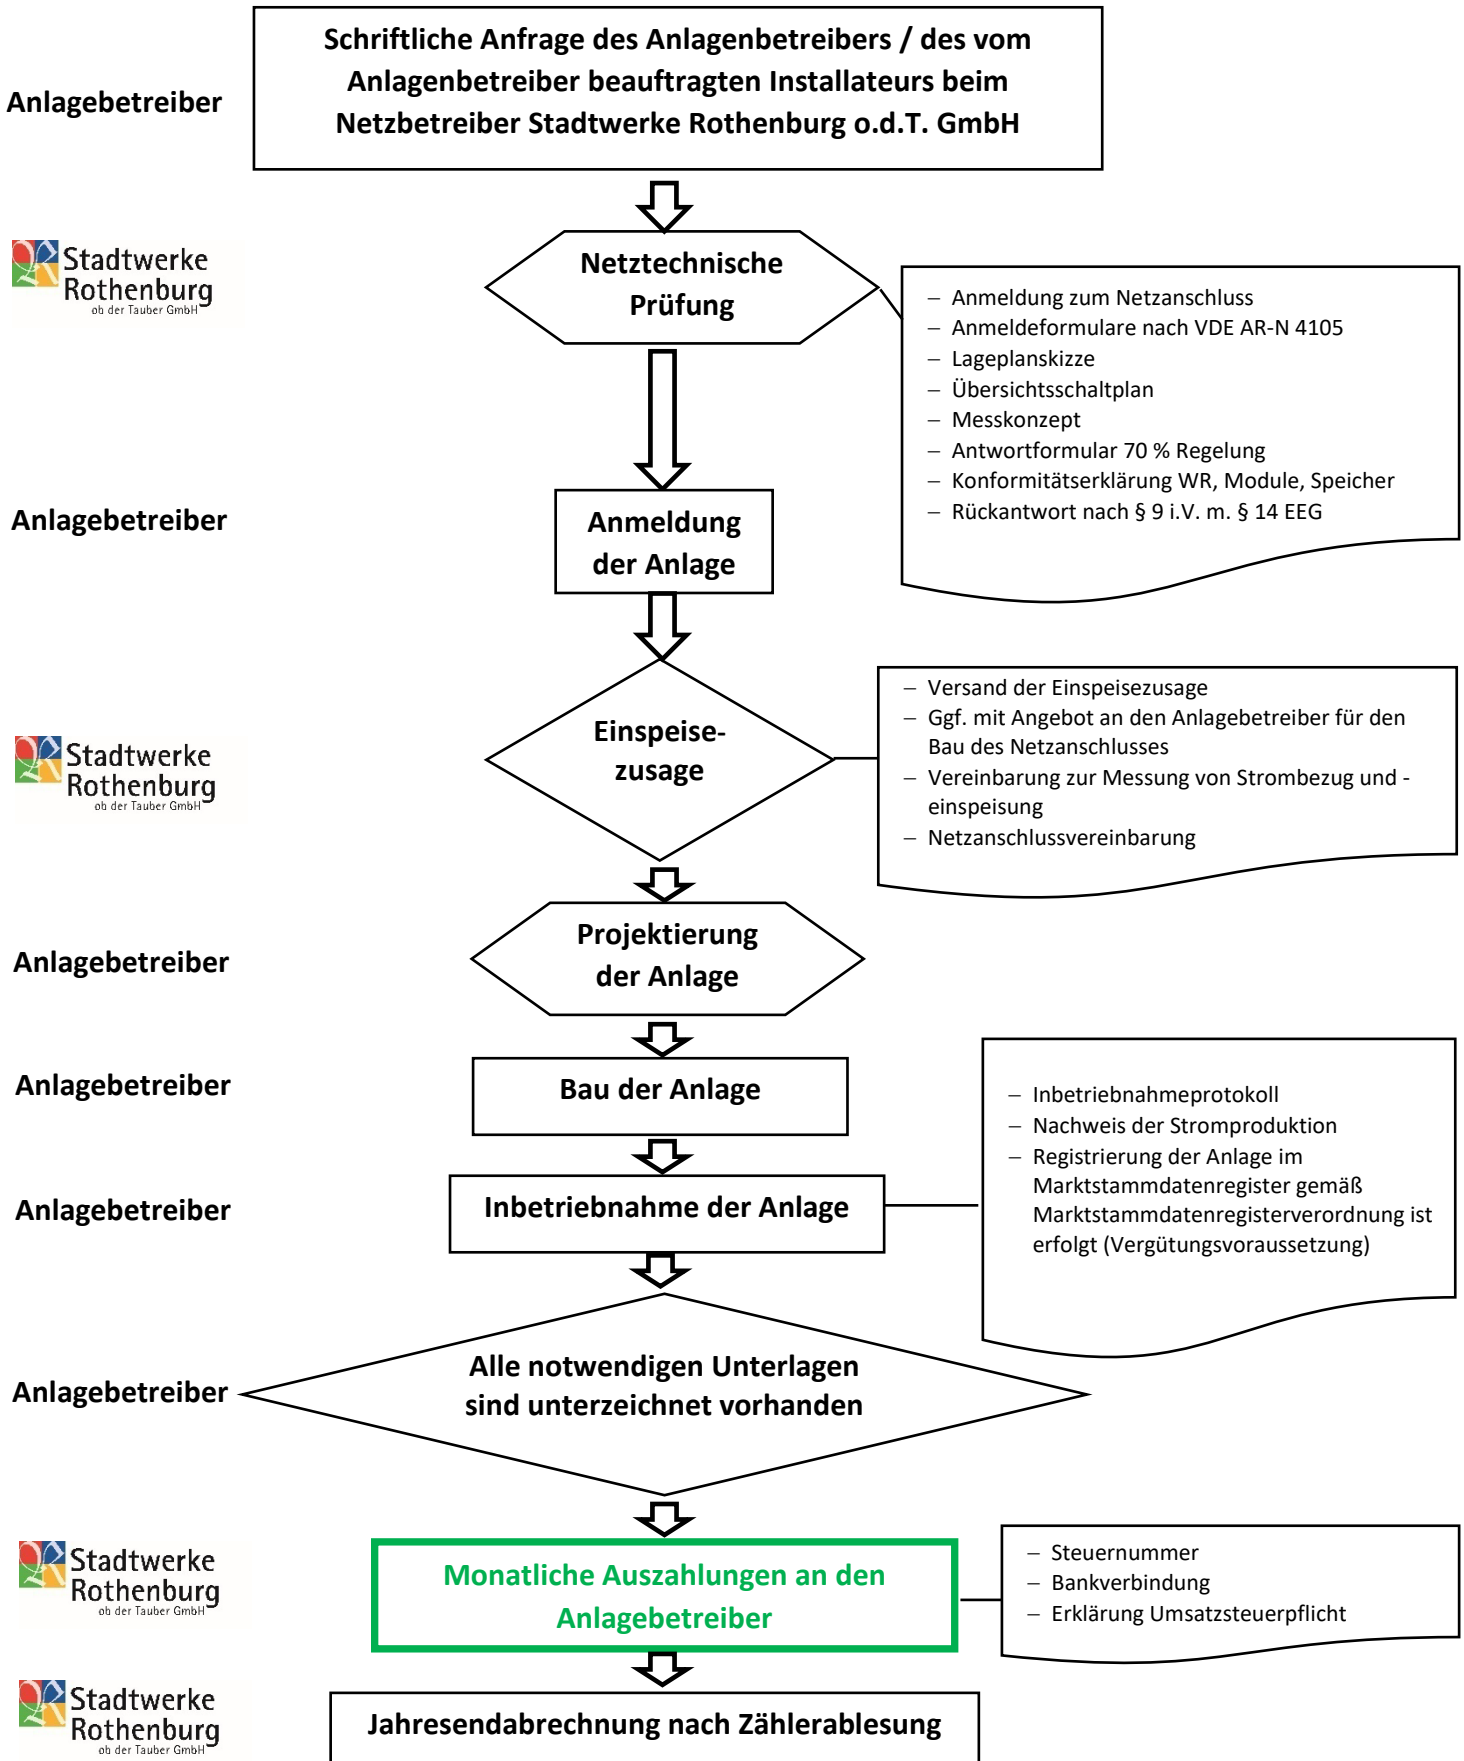 Schriftliche Anfrage des Anlagenbetreibers / des vom
Anlagenbetreiber beauftragten Installateurs beim
Netzbetreiber Stadtwerke Rothenburg o.d.T. GmbH
Anlagebetreiber
Stadtwerke
Rothenburg
ob der Tauber GmbH
Netztechnische
Prüfung
– Anmeldung zum Netzanschluss
– Anmeldeformulare nach VDE AR-N 4105
– Lageplanskizze
– Übersichtsschaltplan
– Messkonzept
– Antwortformular 70 % Regelung
– Konformitätserklärung WR, Module, Speicher
– Rückantwort nach § 9 i.V. m. § 14 EEG
Anlagebetreiber
Anmeldung
der Anlage
Stadtwerke
Rothenburg
ob der Tauber GmbH
Einspeise-
zusage
– Versand der Einspeisezusage
– Ggf. mit Angebot an den Anlagebetreiber für den
Bau des Netzanschlusses
– Vereinbarung zur Messung von Strombezug und -
einspeisung
– Netzanschlussvereinbarung
Anlagebetreiber
Projektierung
der Anlage
Anlagebetreiber
Bau der Anlage
Anlagebetreiber
Inbetriebnahme der Anlage
– Inbetriebnahmeprotokoll
– Nachweis der Stromproduktion
– Registrierung der Anlage im
Marktstammdatenregister gemäß
Marktstammdatenregisterverordnung ist
erfolgt (Vergütungsvoraussetzung)
Anlagebetreiber
Alle notwendigen Unterlagen
sind unterzeichnet vorhanden
Stadtwerke
Rothenburg
ob der Tauber GmbH
Monatliche Auszahlungen an den
Anlagebetreiber
– Steuernummer
– Bankverbindung
– Erklärung Umsatzsteuerpflicht
Stadtwerke
Rothenburg
ob der Tauber GmbH
Jahresendabrechnung nach Zählerablesung